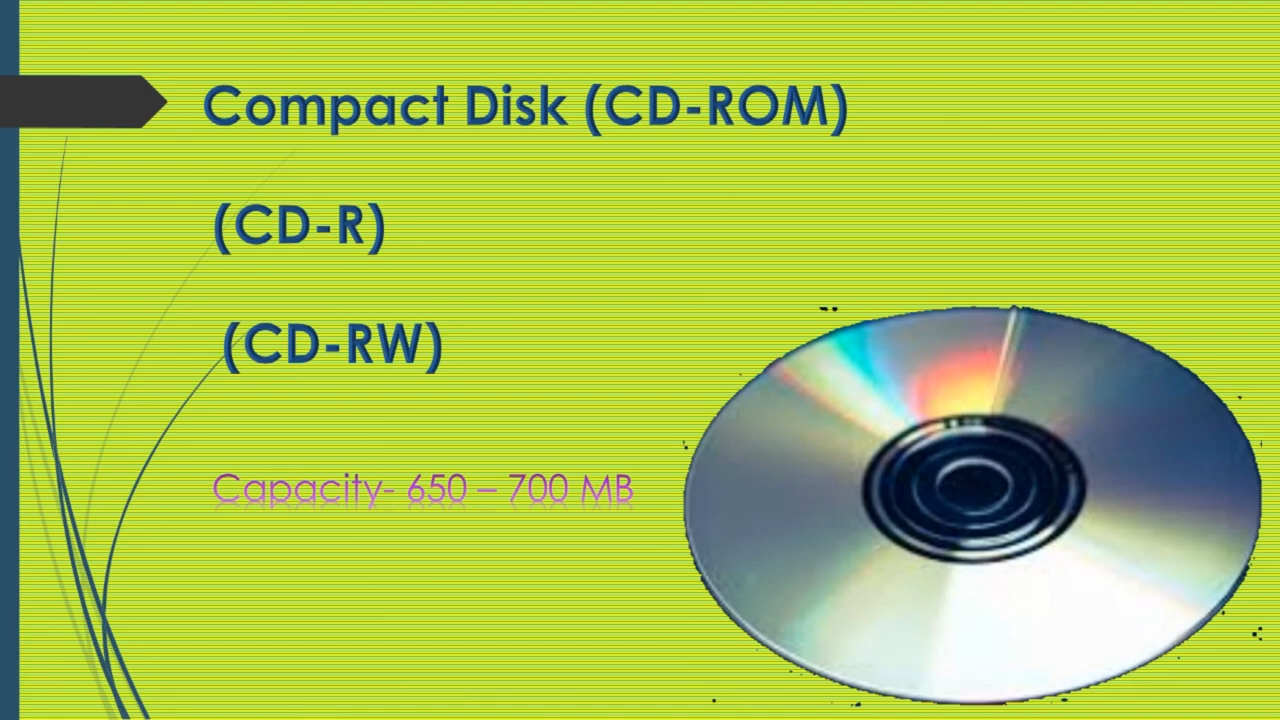 Compact Disk (CD-ROM)
(CD-R)
(CD-RW)
Capacity- 650 – 700 MB